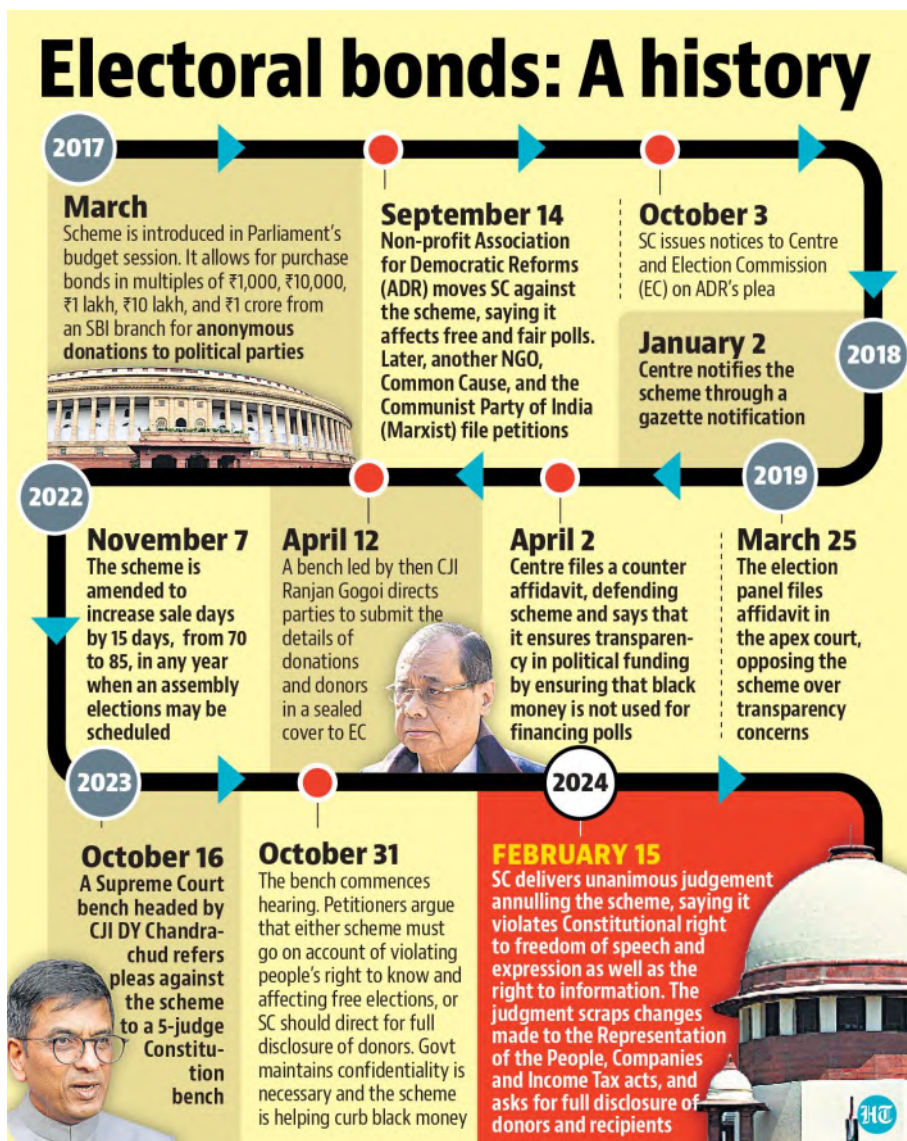 Electoral bonds: A history
2017
March
Scheme is introduced in Parliament's
budget session. It allows for purchase
bonds in multiples of ₹1,000, ₹10,000,
₹1 lakh, ₹10 lakh, and ₹1 crore from
an SBI branch for anonymous
donations to political parties
September 14
Non-profit Association
for Democratic Reforms
(ADR) moves SC against
the scheme, saying it
affects free and fair polls.
Later, another NGO,
Common Cause, and the
Communist Party of India
(Marxist) file petitions
October 3
SC issues notices to Centre
and Election Commission
(EC) on ADR's plea
2018
January 2
Centre notifies the
scheme through a
gazette notification
2019
March 25
The election
panel files
affidavit in
the apex court,
opposing the
scheme over
transparency
concerns
April 2
Centre files a counter
affidavit, defending
scheme and says that
it ensures transparen-
cy in political funding
by ensuring that black
money is not used for
financing polls
April 12
A bench led by then CJI
Ranjan Gogoi directs
parties to submit the
details of
donations
and donors
in a sealed
cover to EC
2022
November 7
The scheme is
amended to
increase sale days
by 15 days, from 70
to 85, in any year
when an assembly
elections may be
scheduled
2023
October 16
A Supreme Court
bench headed by
CJI DY Chandra-
chud refers
pleas against
the scheme
to a 5-judge
Constitu-
tion
bench
October 31
The bench commences
hearing. Petitioners argue
that either scheme must
go on account of violating
people's right to know and
affecting free elections, or
SC should direct for full
disclosure of donors. Govt
maintains confidentiality is
necessary and the scheme
is helping curb black money
2024
FEBRUARY 15
SC delivers unanimous judgement
annulling the scheme, saying it
violates Constitutional right
to freedom of speech and
expression as well as the
right to information. The
judgment scraps changes
made to the Representation
of the People, Companies
and Income Tax acts, and
asks for full disclosure of
donors and recipients
HT